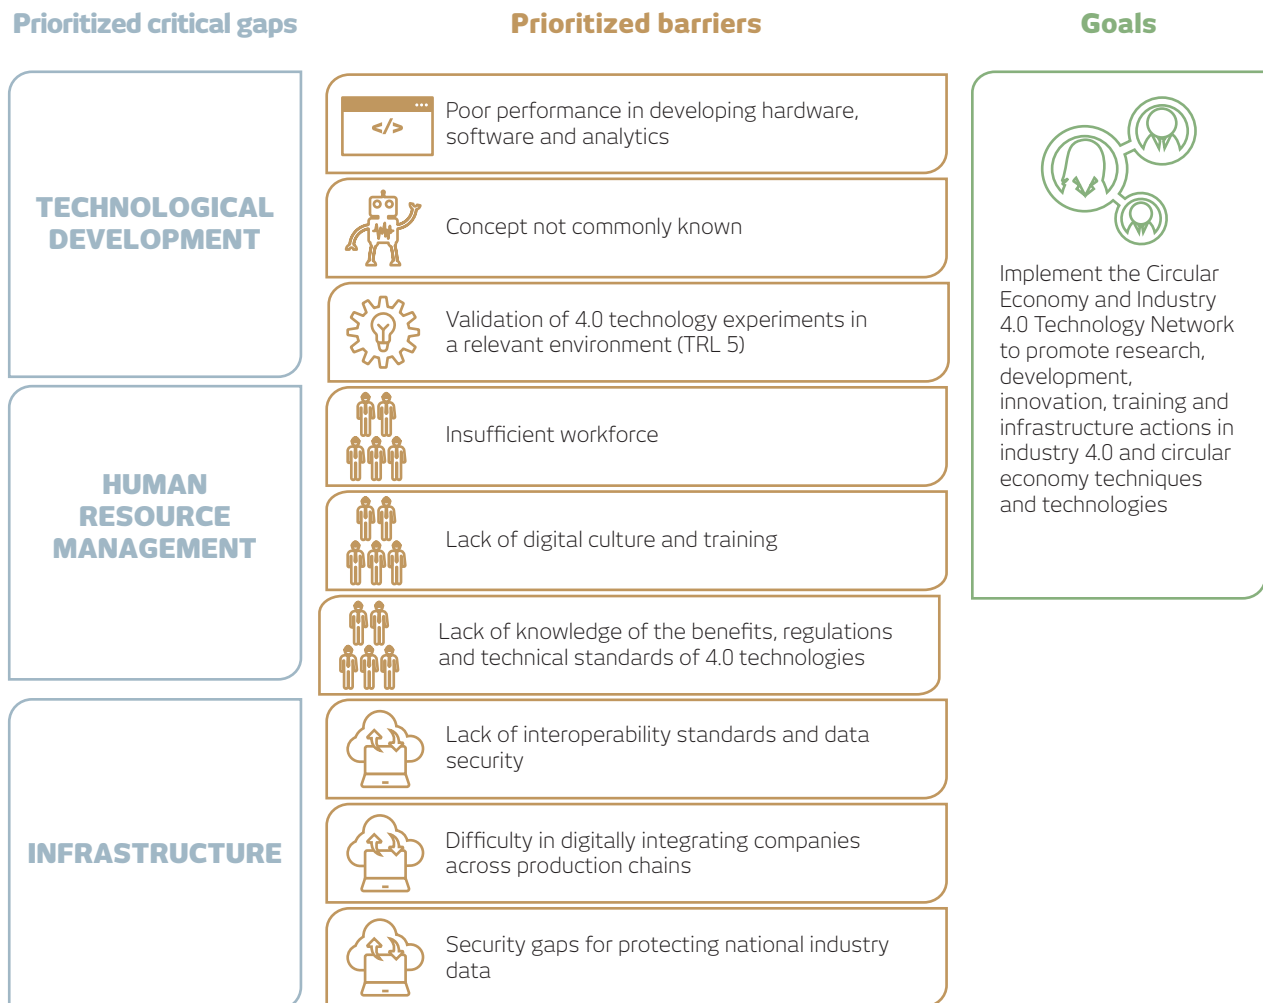 Prioritized critical gaps
Prioritized barriers
Goals
TECHNOLOGICAL
DEVELOPMENT
</>
Poor performance in developing hardware,
software and analytics
Concept not commonly known
Validation of 4.0 technology experiments in
a relevant environment (TRL 5)
HUMAN
RESOURCE
MANAGEMENT
Insufficient workforce
Lack of digital culture and training
Lack of knowledge of the benefits, regulations
and technical standards of 4.0 technologies
INFRASTRUCTURE
Lack of interoperability standards and data
security
Difficulty in digitally integrating companies
across production chains
Security gaps for protecting national industry
data
Implement the Circular
Economy and Industry
4.0 Technology Network
to promote research,
development,
innovation, training and
infrastructure actions in
industry 4.0 and circular
economy techniques
and technologies